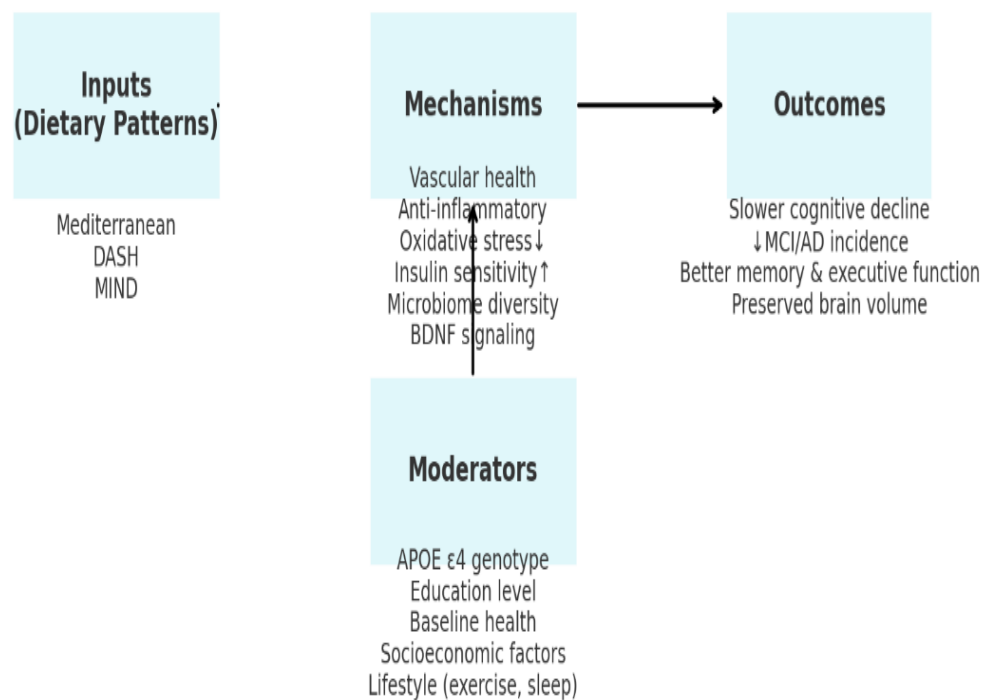 Inputs
(Dietary Patterns)
Mediterranean
DASH
MIND
Mechanisms
Vascular health
Anti-inflammatory
Oxidative stress↓
Insulin sensitivity↑
Microbiome diversity
BDNF signaling
Outcomes
Slower cognitive decline
↓MCI/AD incidence
Better memory & executive function
Preserved brain volume
Moderators
APOE ε4 genotype
Education level
Baseline health
Socioeconomic factors
Lifestyle (exercise, sleep)